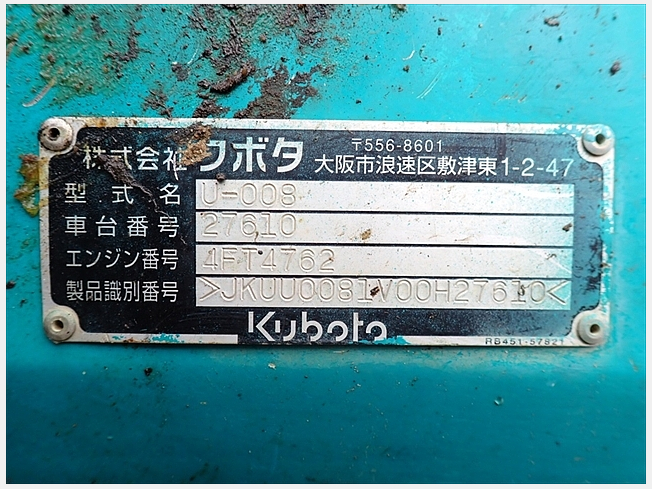 株式会社クボタ 〒556-8601
大阪市浪速区敷津東1-2-47
型式名 U-008
車台番号 27610
エンジン番号 4FT4762
製品識別番号 >JKUU0081V00H27610<
Kubota
RB451-57821